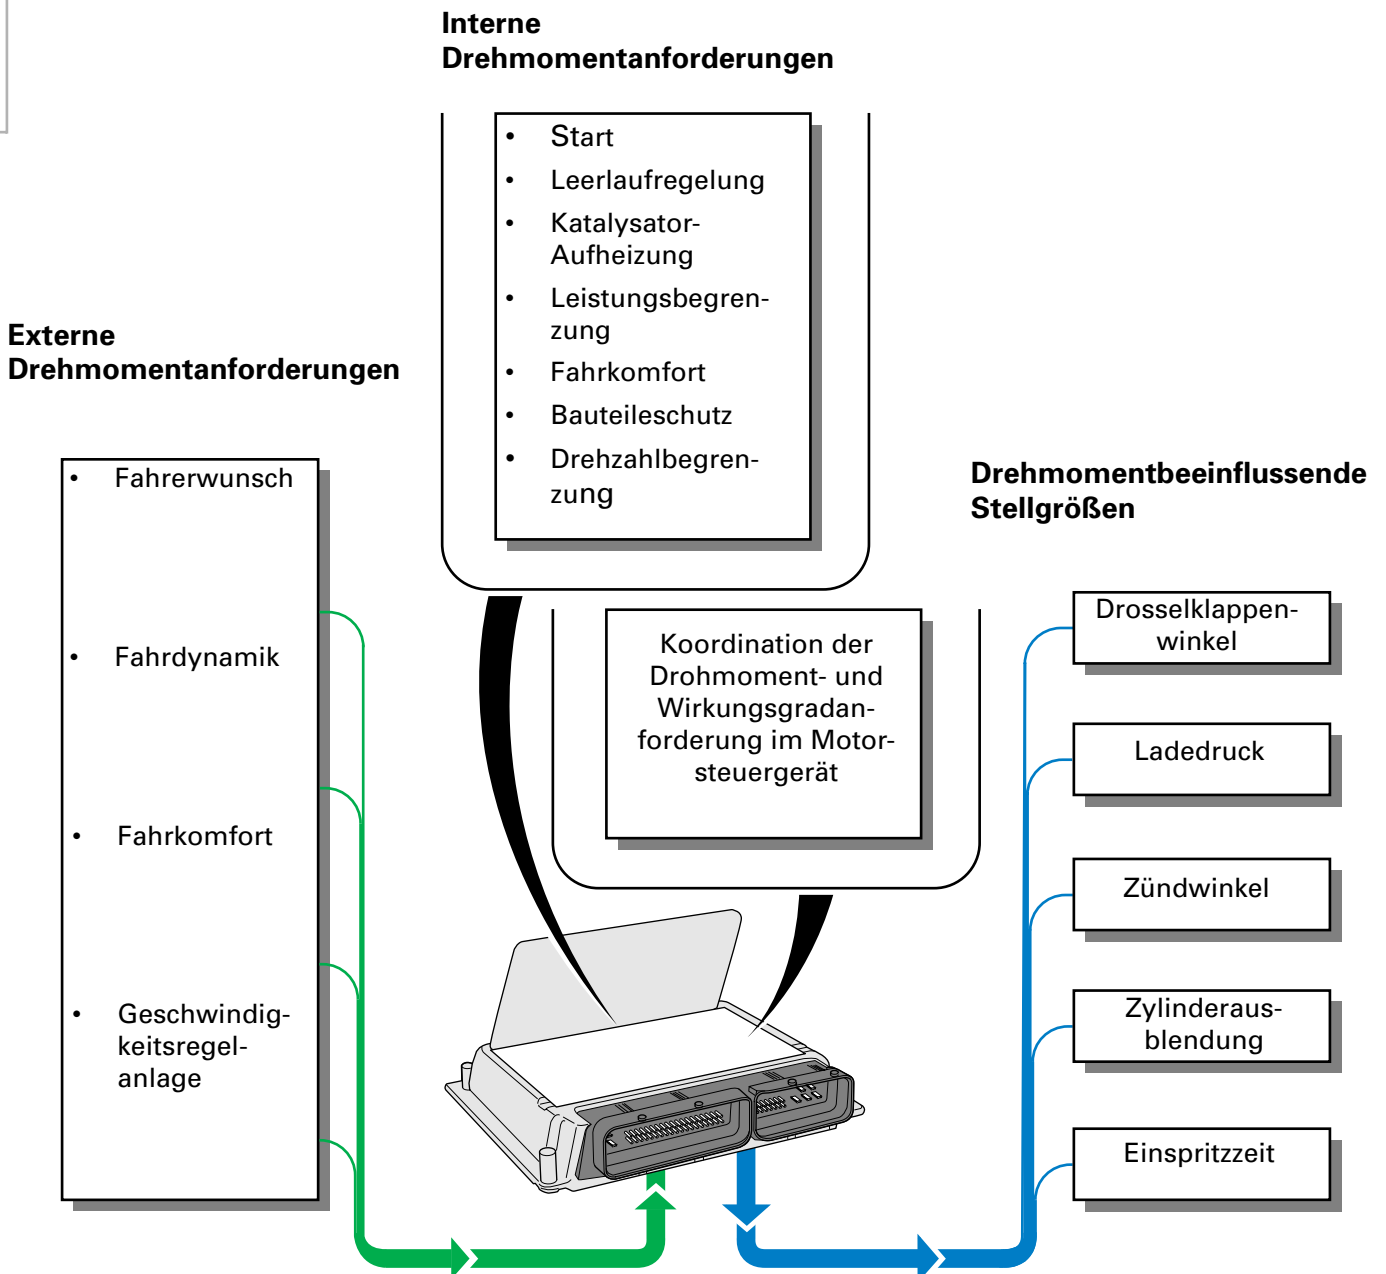 Interne
Drehmomentanforderungen
• Start
• Leerlaufregelung
• Katalysator-
Aufheizung
• Leistungsbegren-
zung
• Fahrkomfort
• Bauteileschutz
• Drehzahlbegren-
zung
Externe
Drehmomentanforderungen
• Fahrerwunsch
• Fahrdynamik
• Fahrkomfort
• Geschwindig-
keitsregel-
anlage
Koordination der
Drohmoment- und
Wirkungsgradan-
forderung im Motor-
steuergerät
Drehmomentbeeinflussende
Stellgrößen
Drosselklappen-
winkel
Ladedruck
Zündwinkel
Zylinderaus-
blendung
Einspritzzeit